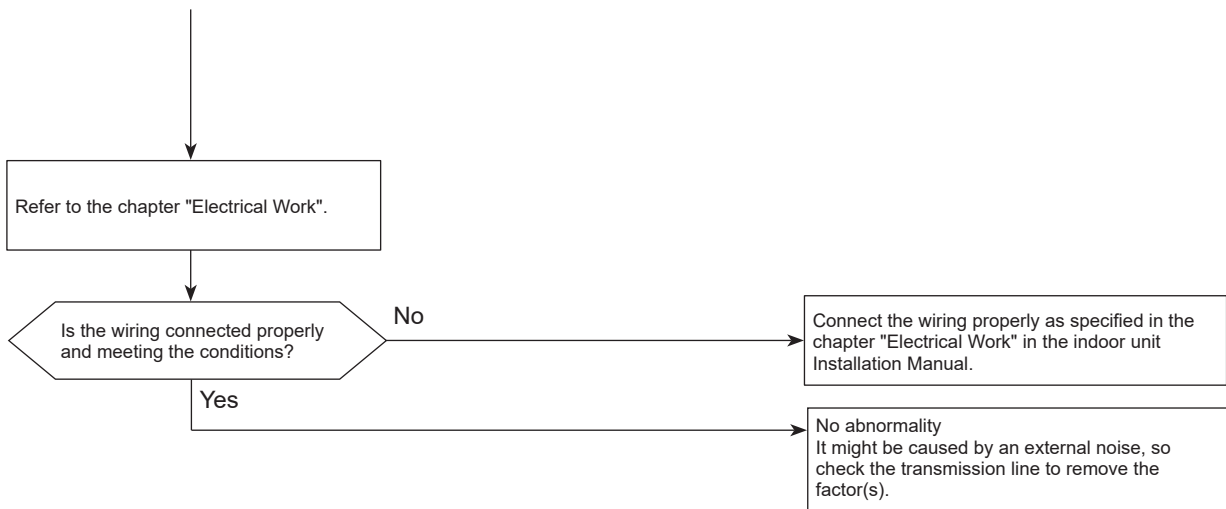 Refer to the chapter "Electrical Work".
Is the wiring connected properly
and meeting the conditions?
No
Connect the wiring properly as specified in the
chapter "Electrical Work" in the indoor unit
Installation Manual.
Yes
No abnormality
It might be caused by an external noise, so
check the transmission line to remove the
factor(s).